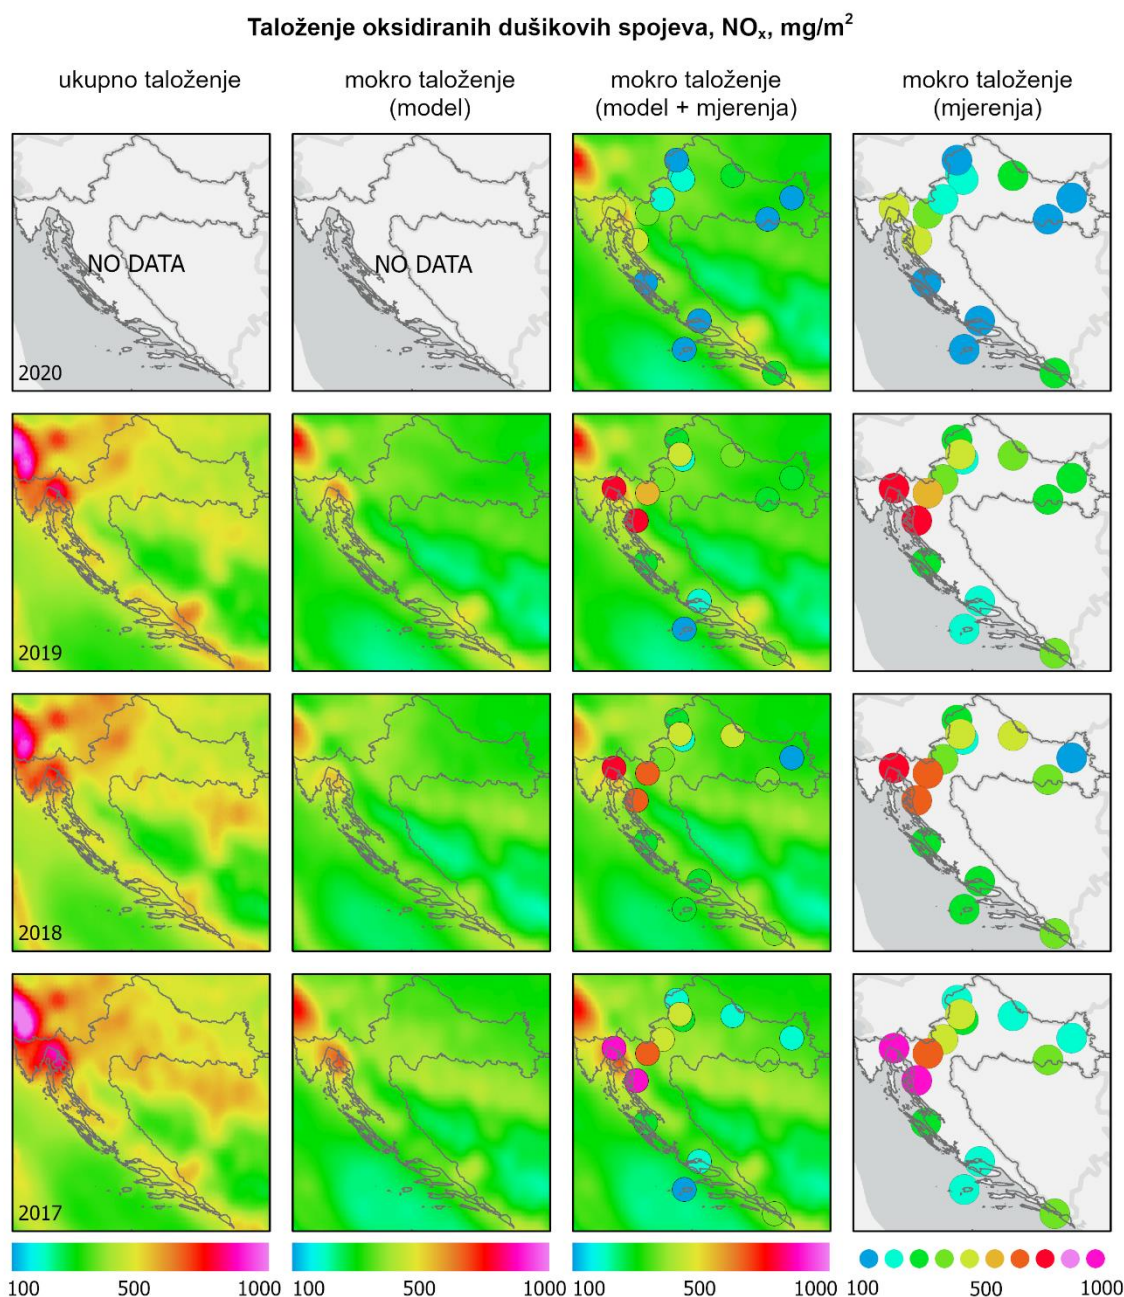 Taloženje oksidiranih dušikovih spojeva, NOₓ, mg/m²
ukupno taloženje
mokro taloženje
(model)
mokro taloženje
(model + mjerenja)
mokro taloženje
(mjerenja)
NO DATA
NO DATA
2020
2019
2018
2017
100 500 1000
100 500 1000
100 500 1000
100 500 1000